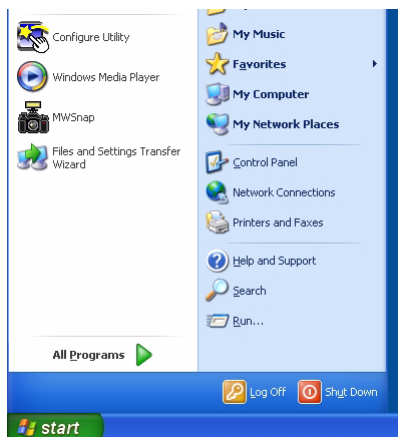 Configure Utility
Windows Media Player
MWSnap
Files and Settings Transfer
Wizard
All Programs
My Music
Favorites
My Computer
My Network Places
Control Panel
Network Connections
Printers and Faxes
Help and Support
Search
Run...
Log Off
Shut Down
start